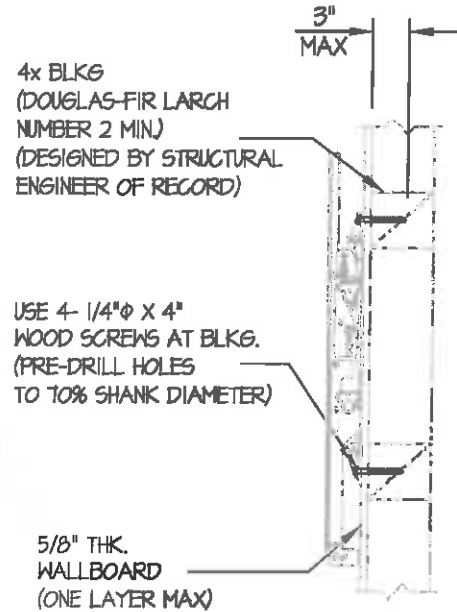 3"
MAX
4x BLKG
(DOUGLAS-FIR LARCH
NUMBER 2 MIN.)
(DESIGNED BY STRUCTURAL
ENGINEER OF RECORD)
USE 4- 1/4"Φ X 4"
WOOD SCREWS AT BLKG.
(PRE-DRILL HOLES
TO 70% SHANK DIAMETER)
5/8" THK.
WALLBOARD
(ONE LAYER MAX)